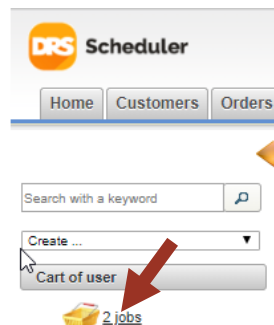 DRS Scheduler
Home Customers Orders
Search with a keyword
Create ...
Cart of user
2 jobs